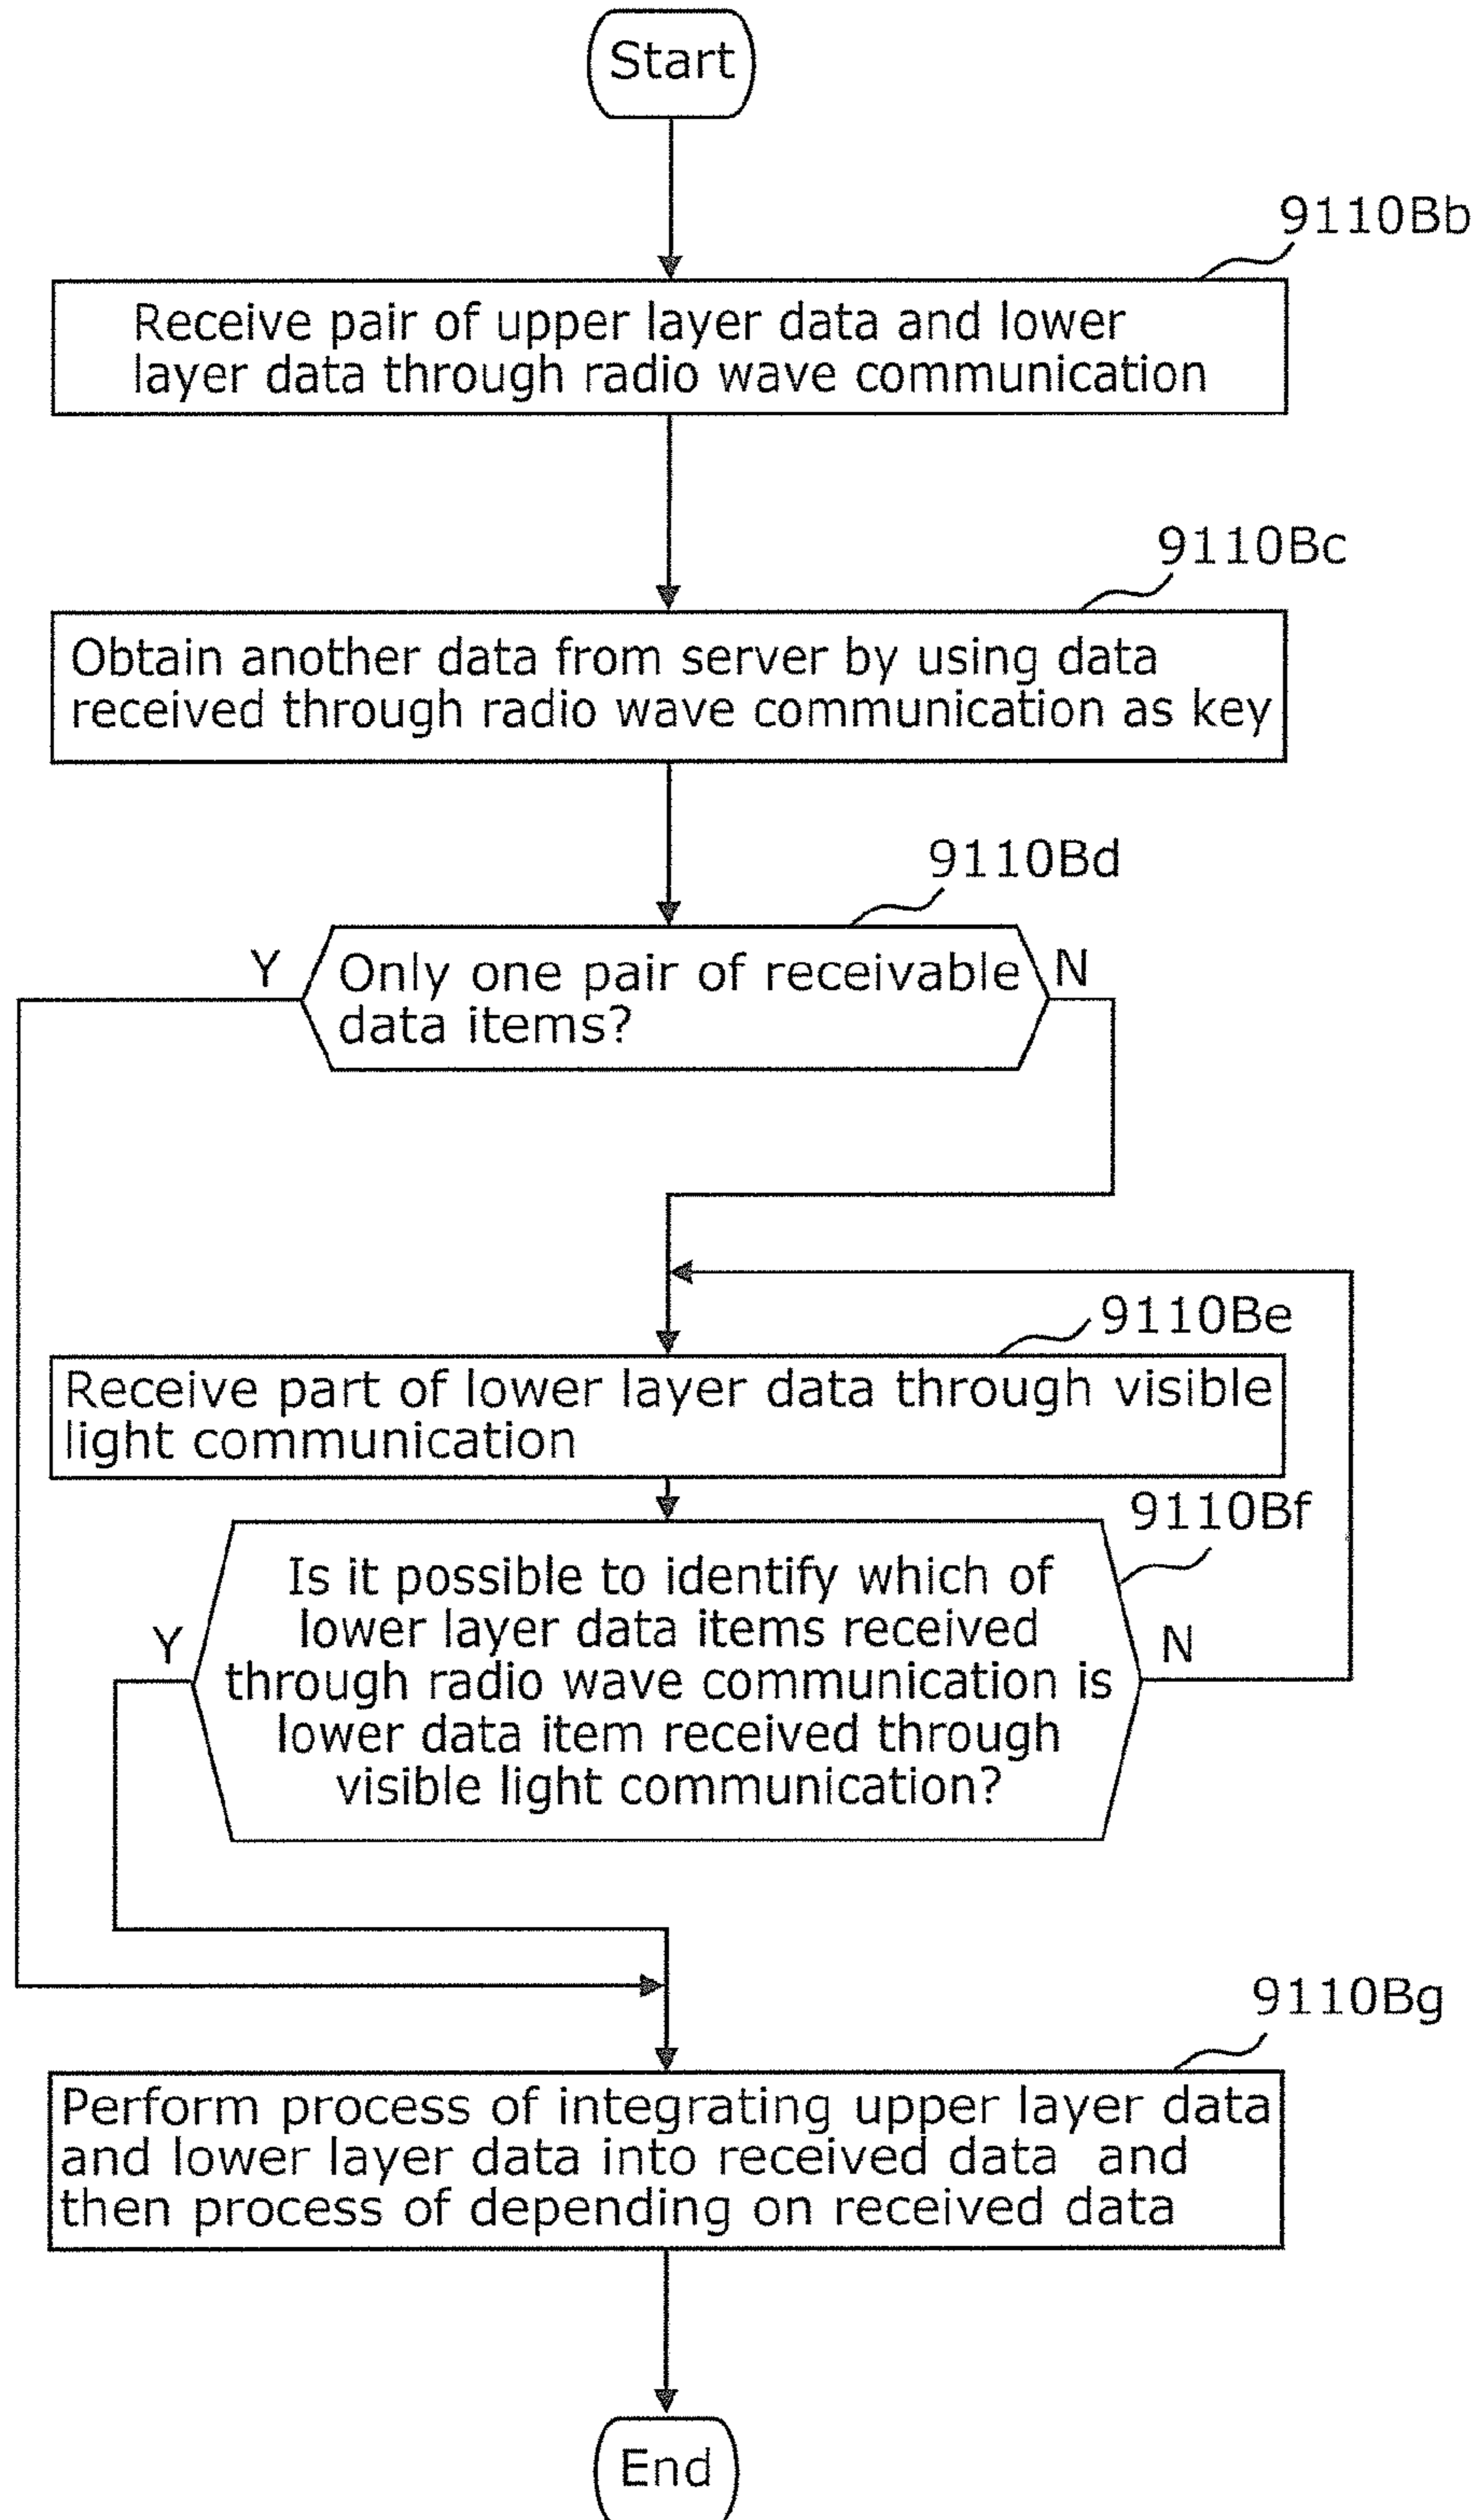 Start
9110Bb
Receive pair of upper layer data and lower
layer data through radio wave communication
9110Bc
Obtain another data from server by using data
received through radio wave communication as key
9110Bd
Y
Only one pair of receivable
data items?
N
9110Be
Receive part of lower layer data through visible
light communication
9110Bf
Is it possible to identify which of
lower layer data items received
through radio wave communication is
lower data item received through
visible light communication?
Y
N
9110Bg
Perform process of integrating upper layer data
and lower layer data into received data and
then process of depending on received data
End